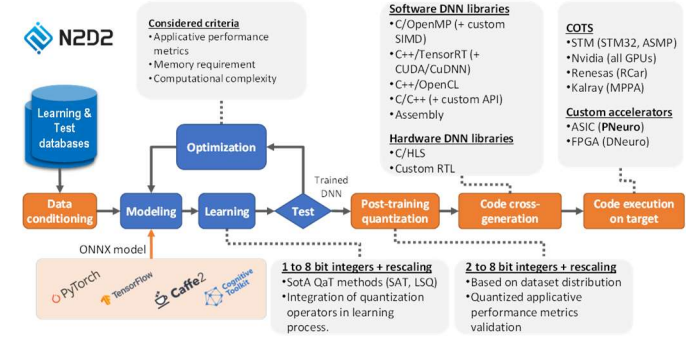 N2D2
Considered criteria
•Applicative performance
metrics
•Memory requirement
•Computational complexity
Software DNN libraries
•C/OpenMP (+ custom
SIMD)
•C++/TensorRT (+
CUDA/CuDNN)
•C++/OpenCL
•C/C++ (+ custom API)
•Assembly
Hardware DNN libraries
•C/HLS
•Custom RTL
COTS
•STM (STM32, ASMP)
•Nvidia (all GPUs)
•Renesas (RCar)
•Kalray (MPPA)
Custom accelerators
•ASIC (PNeuro)
•FPGA (DNeuro)
Learning &
Test
databases
Optimization
Trained
DNN
Data
conditioning
Modeling
Learning
Test
Post-training
quantization
Code cross-
generation
Code execution
on target
ONNX model
PyTorch
TensorFlow
Caffe2
Cognitive
Toolkit
1 to 8 bit integers + rescaling
•SotA QaT methods (SAT, LSQ)
•Integration of quantization
operators in learning
process.
2 to 8 bit integers + rescaling
•Based on dataset distribution
•Quantized applicative
performance metrics
validation